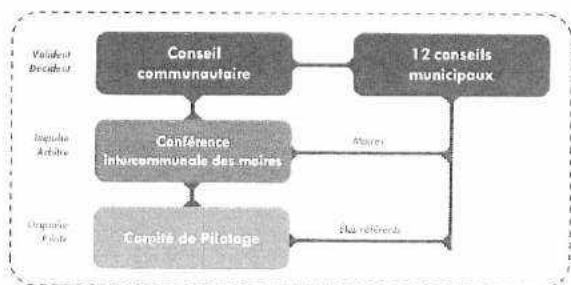 Valident
Décident
Conseil
communautaire
12 conseils
municipaux
Impulse
Arbitre
Conférence
intercommunale des maires
Maires
Organise
Pilote
Comité de Pilotage
Élus référents